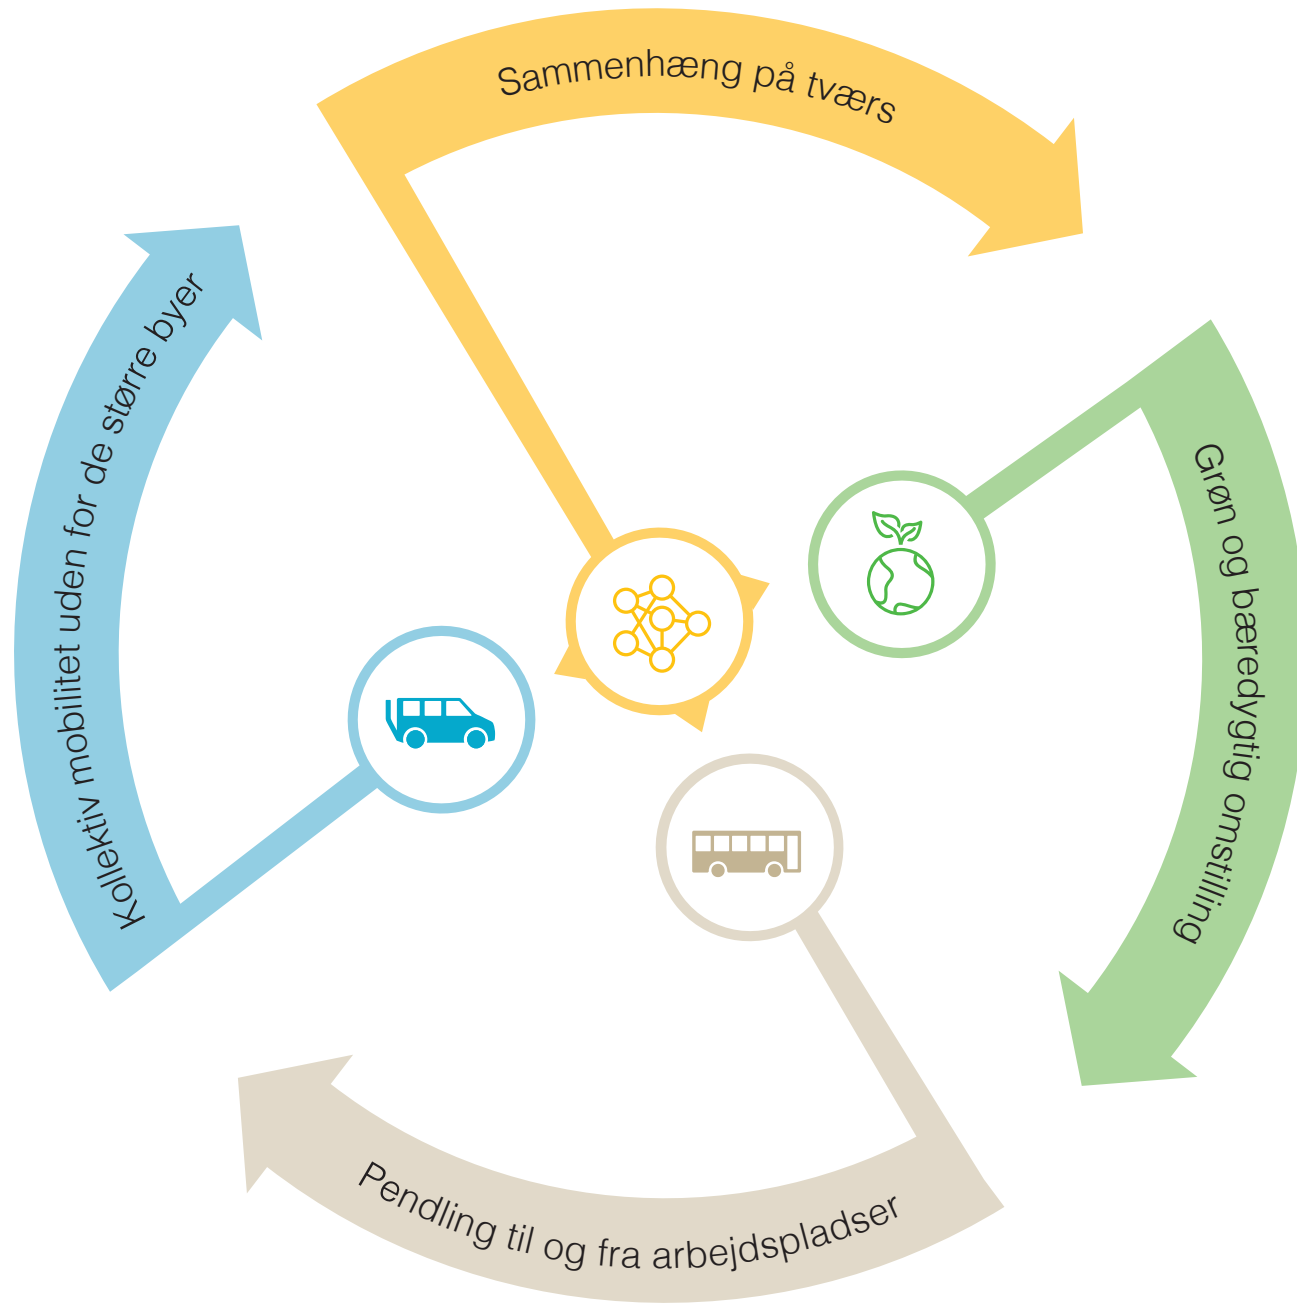 Sammenhæng på tværs
Grøn og bæredygtig omstilling
Pendling til og fra arbejdspladser
Kollektiv mobilitet uden for de større byer